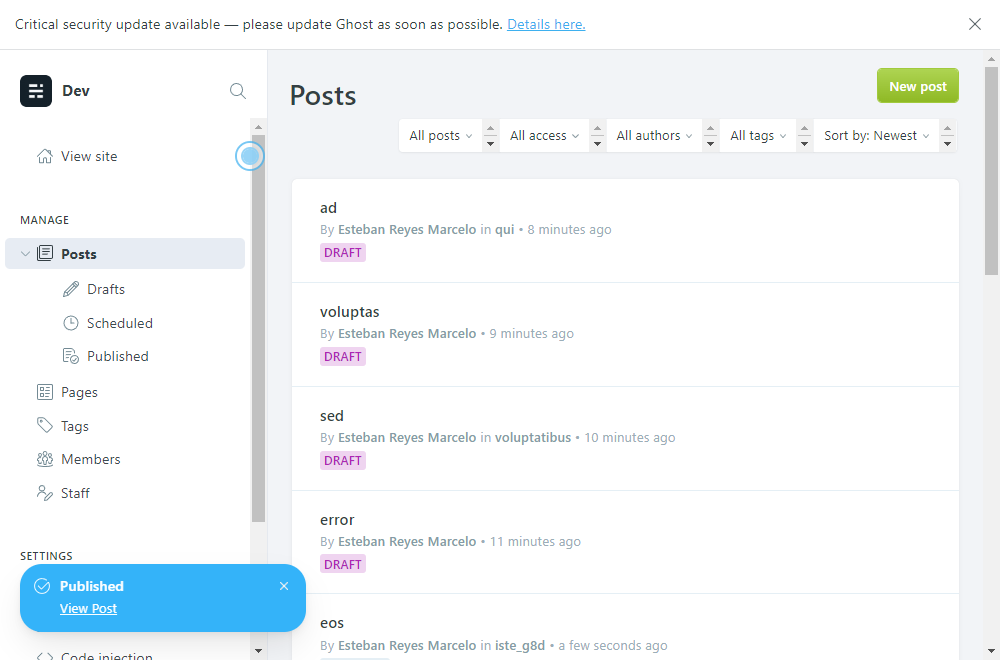 Critical security update available — please update Ghost as soon as possible. Details here.
Dev
View site
MANAGE
Posts
Drafts
Scheduled
Published
Pages
Tags
Members
Staff
SETTINGS
Code injection
Published
View Post
Posts
New post
All posts
All access
All authors
All tags
Sort by: Newest
ad
By Esteban Reyes Marcelo in qui • 8 minutes ago
DRAFT
voluptas
By Esteban Reyes Marcelo • 9 minutes ago
DRAFT
sed
By Esteban Reyes Marcelo in voluptatibus • 10 minutes ago
DRAFT
error
By Esteban Reyes Marcelo • 11 minutes ago
DRAFT
eos
By Esteban Reyes Marcelo in iste_g8d • a few seconds ago